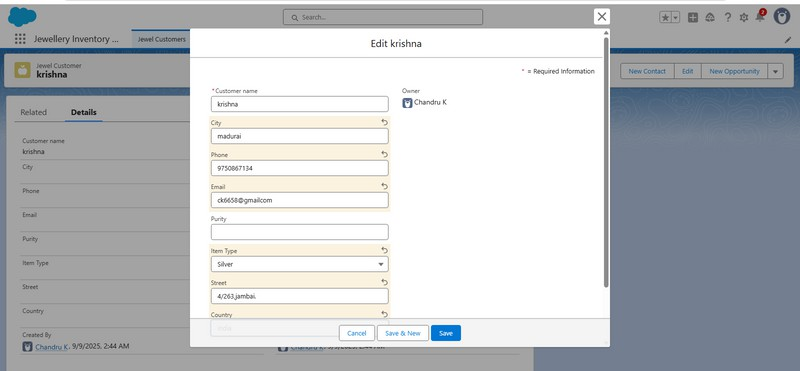 Search...
Jewellery Inventory ...
Jewel Customers
Jewel Customer
krishna
New Contact
Edit
New Opportunity
Related
Details
Customer name
krishna
City
Phone
Email
Purity
Item Type
Street
Country
Created By
Chandru K, 9/9/2025, 2:44 AM
Edit krishna
* = Required Information
*Customer name
krishna
Owner
Chandru K
City
madurai
Phone
9750867134
Email
ck6658@gmailcom
Purity
Item Type
Silver
Street
4/263,jambai.
Country
Cancel
Save & New
Save